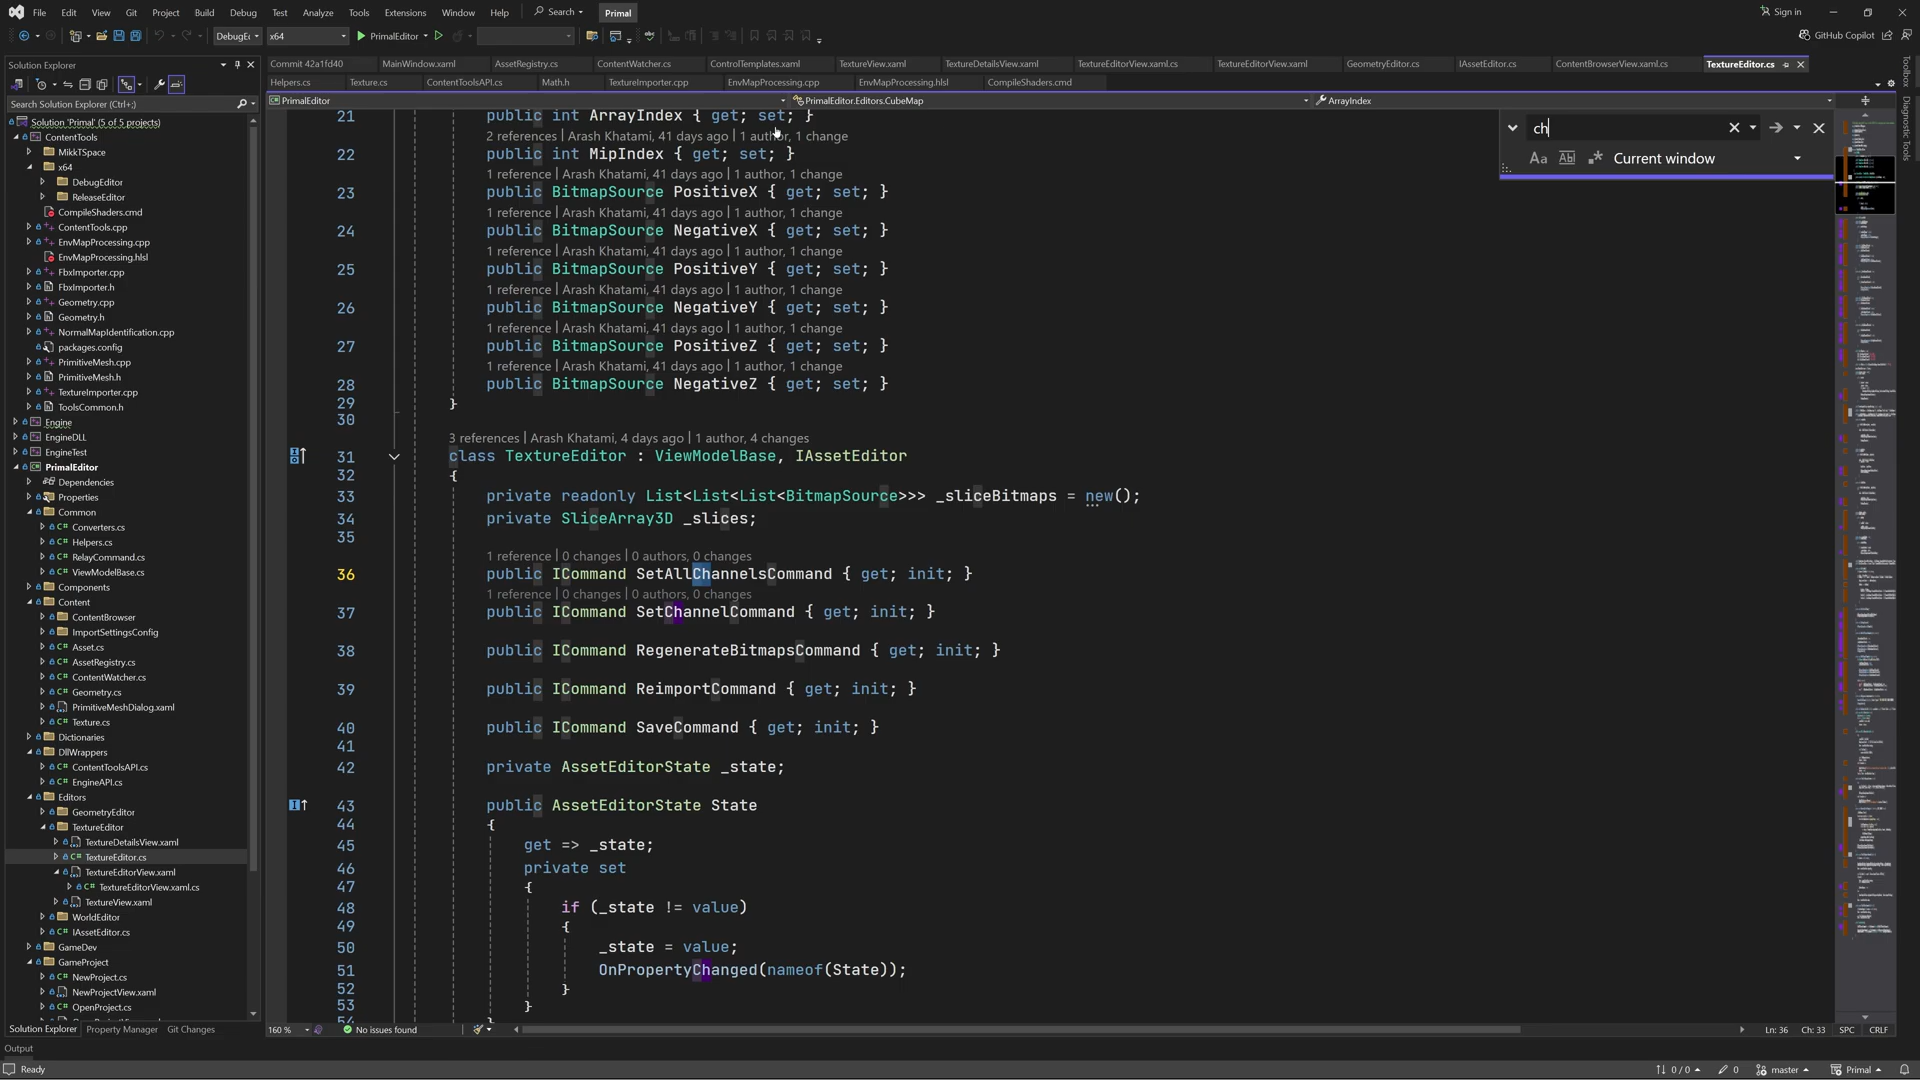 File Edit View Git Project Build Debug Test Analyze Tools Extensions Window Help Search Primal Sign in
DebugEc x64 PrimalEditor GitHub Copilot
Solution Explorer
Commit 42a1fd40 MainWindow.xaml AssetRegistry.cs ContentWatcher.cs ControlTemplates.xaml TextureView.xaml TextureDetailsView.xaml TextureEditorView.xaml.cs TextureEditorView.xaml GeometryEditor.cs IAssetEditor.cs ContentBrowserView.xaml.cs TextureEditor.cs
Helpers.cs Texture.cs ContentToolsAPI.cs Math.h TextureImporter.cpp EnvMapProcessing.cpp EnvMapProcessing.hlsl CompileShaders.cmd
Search Solution Explorer (Ctrl+;)
PrimalEditor PrimalEditor.Editors.CubeMap ArrayIndex
Solution 'Primal' (5 of 5 projects)
ContentTools
MikkTSpace
x64
DebugEditor
ReleaseEditor
CompileShaders.cmd
ContentTools.cpp
EnvMapProcessing.cpp
EnvMapProcessing.hlsl
FbxImporter.cpp
FbxImporter.h
Geometry.cpp
Geometry.h
NormalMapIdentification.cpp
packages.config
PrimitiveMesh.cpp
PrimitiveMesh.h
TextureImporter.cpp
ToolsCommon.h
Engine
EngineDLL
EngineTest
PrimalEditor
Dependencies
Properties
Common
Converters.cs
Helpers.cs
RelayCommand.cs
ViewModelBase.cs
Components
Content
ContentBrowser
ImportSettingsConfig
Asset.cs
AssetRegistry.cs
ContentWatcher.cs
Geometry.cs
PrimitiveMeshDialog.xaml
Texture.cs
Dictionaries
DllWrappers
ContentToolsAPI.cs
EngineAPI.cs
Editors
GeometryEditor
TextureEditor
TextureDetailsView.xaml
TextureEditor.cs
TextureEditorView.xaml
TextureEditorView.xaml.cs
TextureView.xaml
WorldEditor
IAssetEditor.cs
GameDev
GameProject
NewProject.cs
NewProjectView.xaml
OpenProject.cs
Solution Explorer Property Manager Git Changes
21 public int ArrayIndex { get; set; }
2 references | Arash Khatami, 41 days ago | 1 author, 1 change
22 public int MipIndex { get; set; }
1 reference | Arash Khatami, 41 days ago | 1 author, 1 change
23 public BitmapSource PositiveX { get; set; }
1 reference | Arash Khatami, 41 days ago | 1 author, 1 change
24 public BitmapSource NegativeX { get; set; }
1 reference | Arash Khatami, 41 days ago | 1 author, 1 change
25 public BitmapSource PositiveY { get; set; }
1 reference | Arash Khatami, 41 days ago | 1 author, 1 change
26 public BitmapSource NegativeY { get; set; }
1 reference | Arash Khatami, 41 days ago | 1 author, 1 change
27 public BitmapSource PositiveZ { get; set; }
1 reference | Arash Khatami, 41 days ago | 1 author, 1 change
28 public BitmapSource NegativeZ { get; set; }
29 }
30
3 references | Arash Khatami, 4 days ago | 1 author, 4 changes
31 class TextureEditor : ViewModelBase, IAssetEditor
32 {
33 private readonly List<List<List<BitmapSource>>> _sliceBitmaps = new();
34 private SliceArray3D _slices;
35
1 reference | 0 changes | 0 authors, 0 changes
36 public ICommand SetAllChannelsCommand { get; init; }
1 reference | 0 changes | 0 authors, 0 changes
37 public ICommand SetChannelCommand { get; init; }
38 public ICommand RegenerateBitmapsCommand { get; init; }
39 public ICommand ReimportCommand { get; init; }
40 public ICommand SaveCommand { get; init; }
41
42 private AssetEditorState _state;
43 public AssetEditorState State
44 {
45 get => _state;
46 private set
47 {
48 if (_state != value)
49 {
50 _state = value;
51 OnPropertyChanged(nameof(State));
52 }
53 }
54
ch
Aa Ab Current window
Toolbox
Diagnostic Tools
160 % No issues found Ln: 36 Ch: 33 SPC CRLF
Output
Ready 0 / 0 0 master Primal